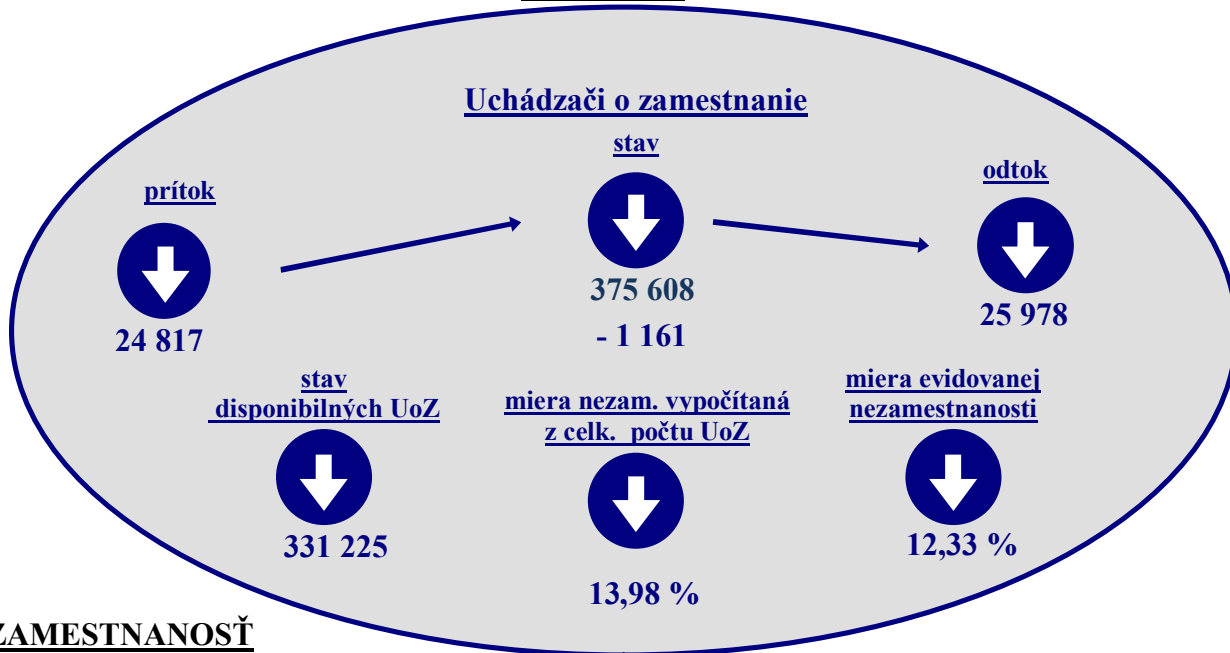 Uchádzači o zamestnanie
stav
prítok
odtok
375 608
- 1 161
24 817
25 978
stav
disponibilných UoZ
miera nezam. vypočítaná
z celk. počtu UoZ
miera evidovanej
nezamestnanosti
331 225
13,98 %
12,33 %
ZAMESTNANOSŤ